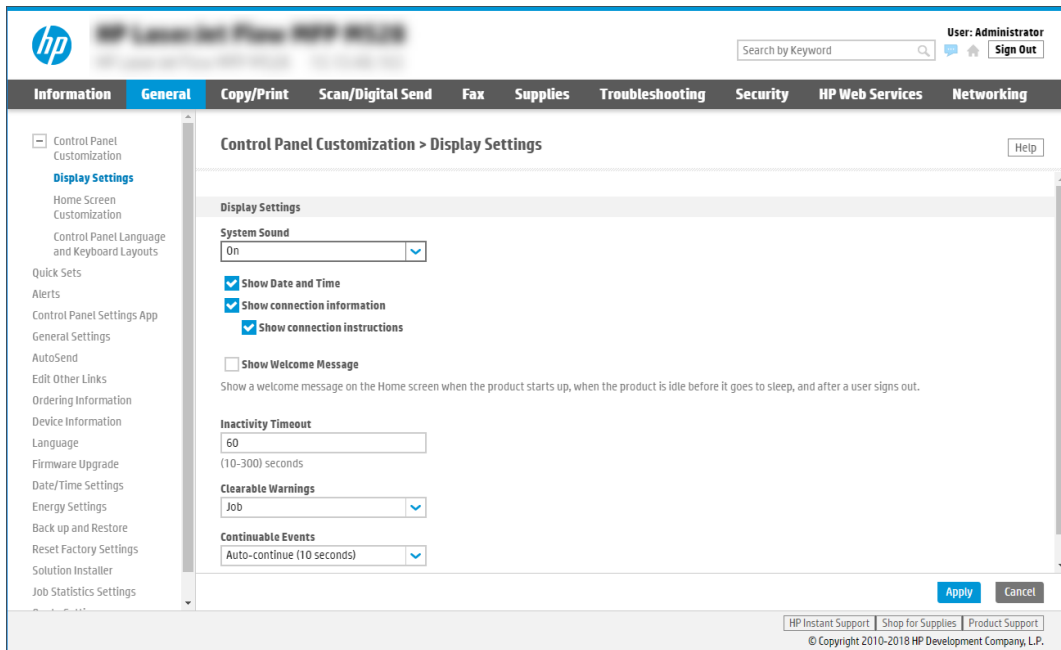 hp
HP LaserJet Flow MFP M528
User: Administrator
Search by Keyword
Sign Out
Information General Copy/Print Scan/Digital Send Fax Supplies Troubleshooting Security HP Web Services Networking
Control Panel
Customization
Display Settings
Home Screen
Customization
Control Panel Language
and Keyboard Layouts
Quick Sets
Alerts
Control Panel Settings App
General Settings
AutoSend
Edit Other Links
Ordering Information
Device Information
Language
Firmware Upgrade
Date/Time Settings
Energy Settings
Back up and Restore
Reset Factory Settings
Solution Installer
Job Statistics Settings
Control Panel Customization > Display Settings
Help
Display Settings
System Sound
On
Show Date and Time
Show connection information
Show connection instructions
Show Welcome Message
Show a welcome message on the Home screen when the product starts up, when the product is idle before it goes to sleep, and after a user signs out.
Inactivity Timeout
60
(10-300) seconds
Clearable Warnings
Job
Continuable Events
Auto-continue (10 seconds)
Apply
Cancel
HP Instant Support Shop for Supplies Product Support
© Copyright 2010-2018 HP Development Company, L.P.